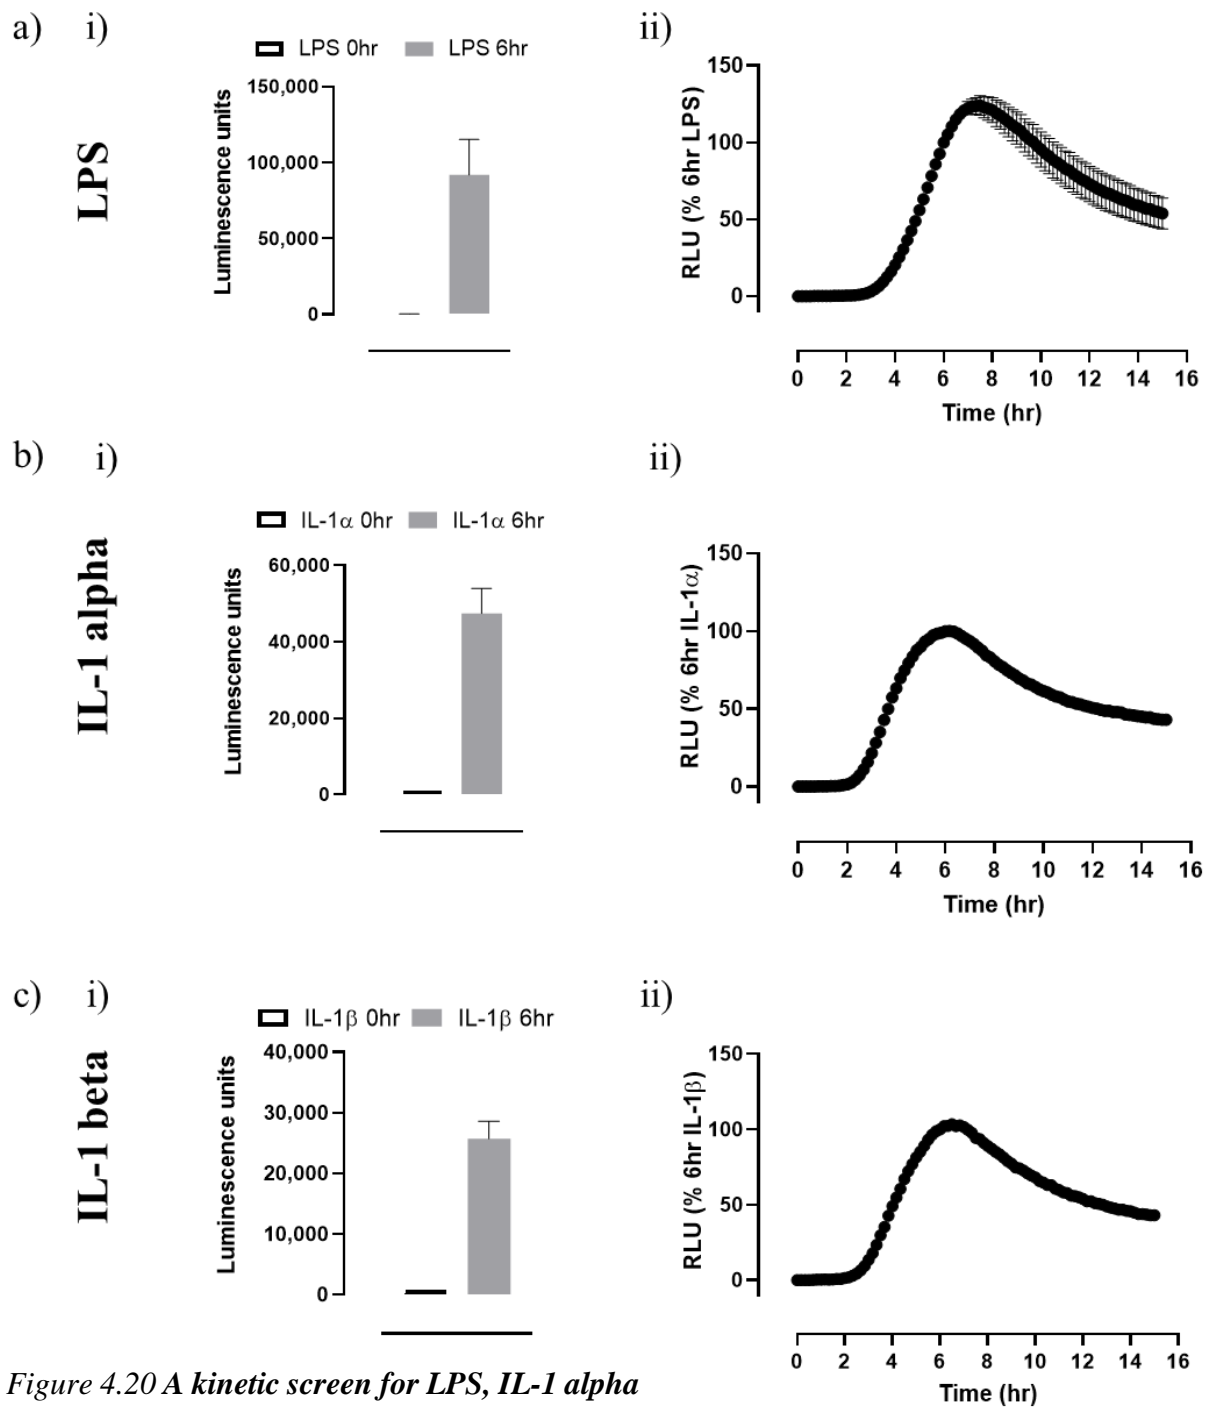 a) i) ii)
LPS
LPS 0hr LPS 6hr
Luminescence units
150,000
100,000
50,000
0
RLU (% 6hr LPS)
150
100
50
0
0 2 4 6 8 10 12 14 16
Time (hr)
b) i) ii)
IL-1 alpha
IL-1α 0hr IL-1α 6hr
Luminescence units
60,000
40,000
20,000
0
RLU (% 6hr IL-1α)
150
100
50
0
0 2 4 6 8 10 12 14 16
Time (hr)
c) i) ii)
IL-1 beta
IL-1β 0hr IL-1β 6hr
Luminescence units
40,000
30,000
20,000
10,000
0
RLU (% 6hr IL-1β)
150
100
50
0
0 2 4 6 8 10 12 14 16
Time (hr)
Figure 4.20 A kinetic screen for LPS, IL-1 alpha